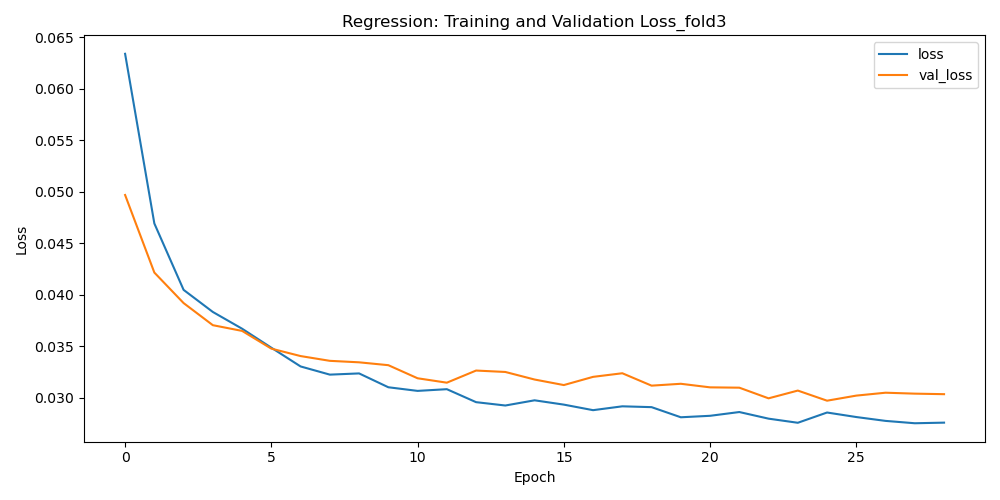 Regression: Training and Validation Loss_fold3
loss
val_loss
Loss
0.065
0.060
0.055
0.050
0.045
0.040
0.035
0.030
0 5 10 15 20 25
Epoch